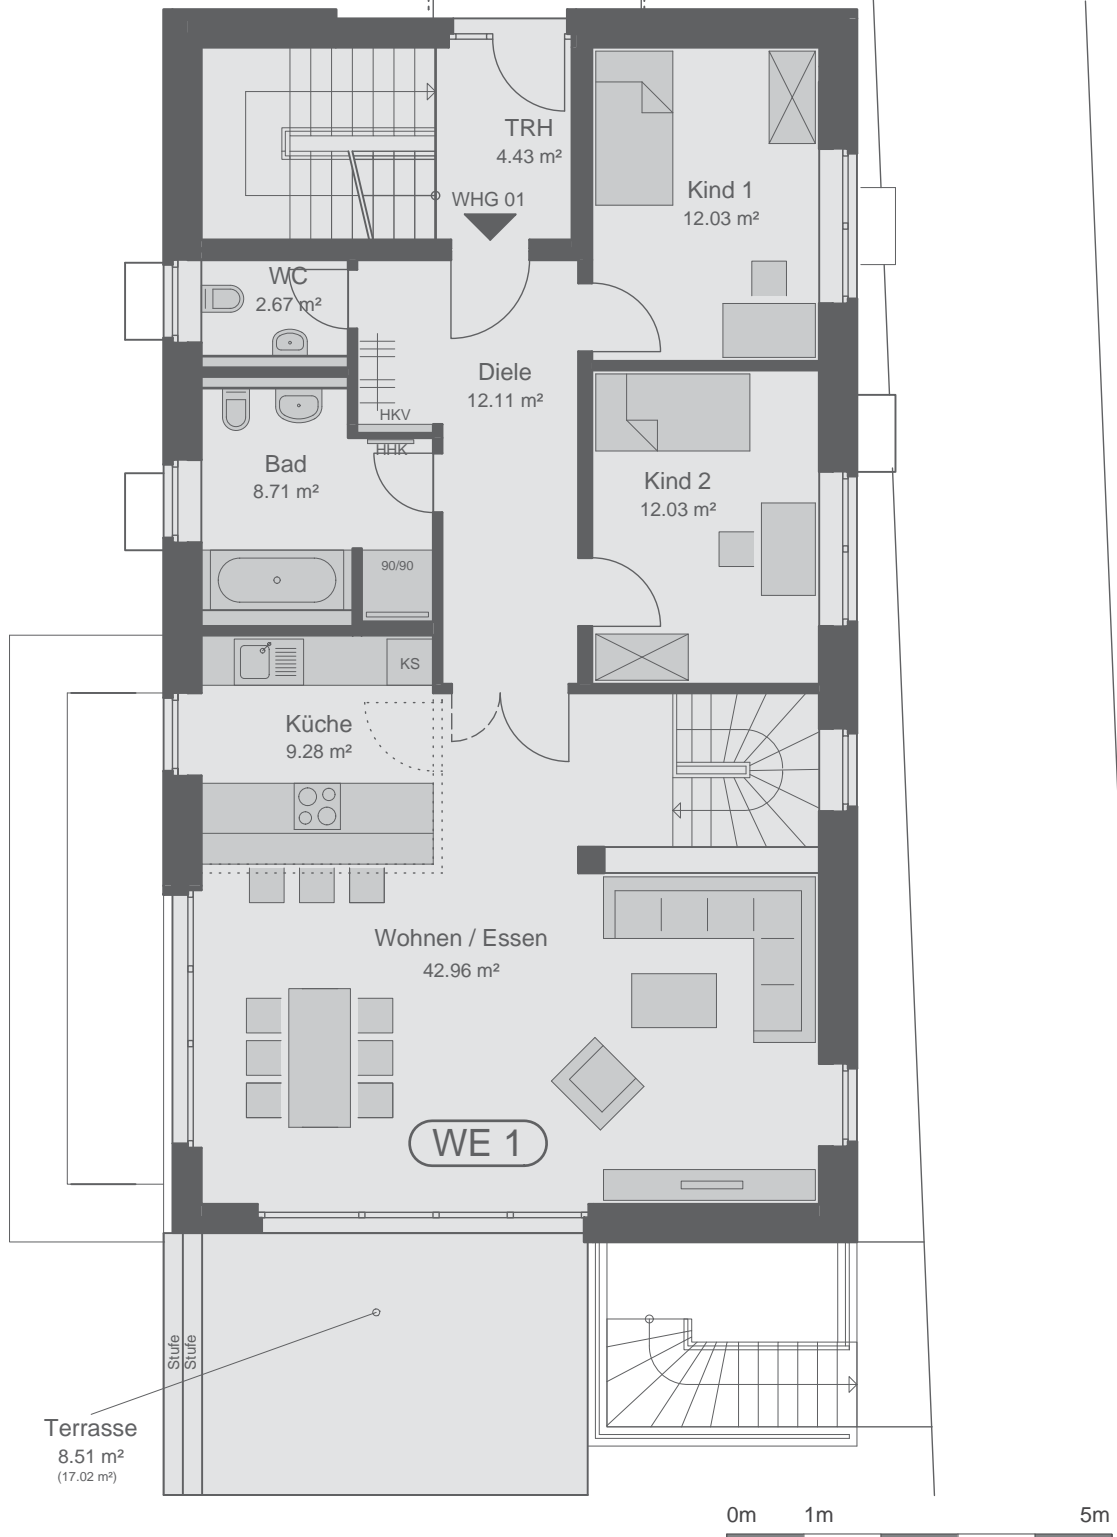 TRH
4.43 m²
WHG 01
Kind 1
12.03 m²
WC
2.67 m²
Diele
12.11 m²
HKV
HHK
Bad
8.71 m²
Kind 2
12.03 m²
90/90
KS
Küche
9.28 m²
Wohnen / Essen
42.96 m²
WE 1
Stufe
Stufe
Terrasse
8.51 m²
(17.02 m²)
0m 1m 5m